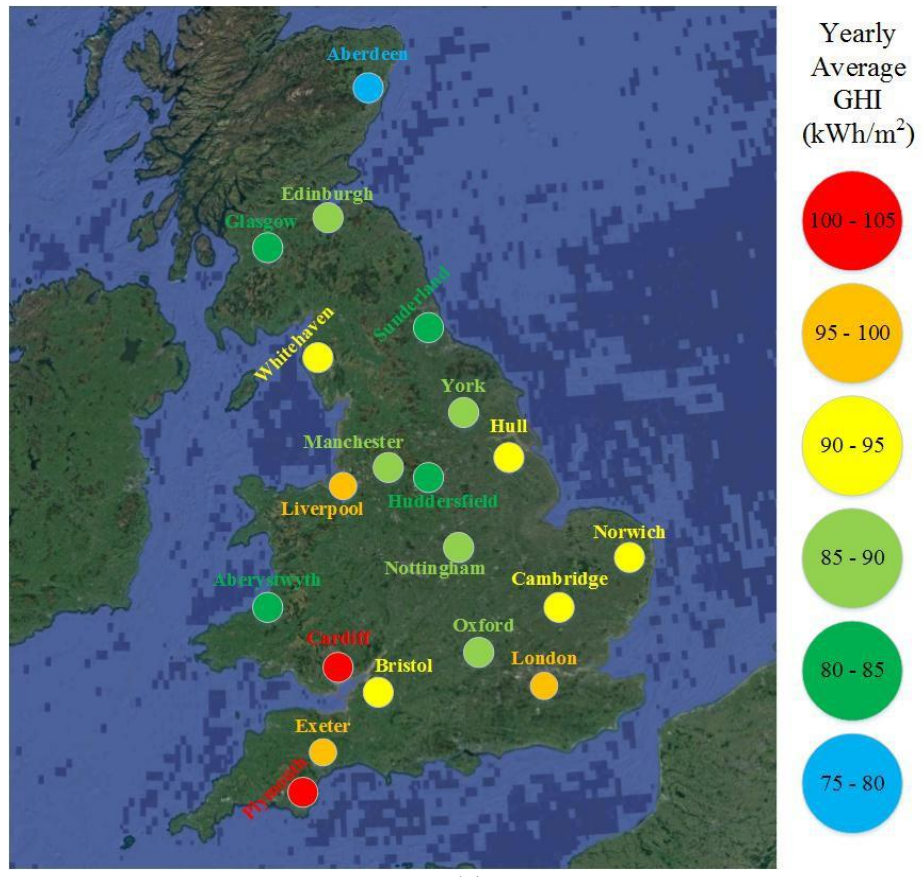 Aberdeen
Edinburgh
Glasgow
Sunderland
Whitehaven
York
Hull
Manchester
Liverpool
Huddersfield
Norwich
Nottingham
Cambridge
Aberystwyth
Oxford
Cardiff
London
Bristol
Exeter
Plymouth
Yearly
Average
GHI
(kWh/m²)
100 - 105
95 - 100
90 - 95
85 - 90
80 - 85
75 - 80